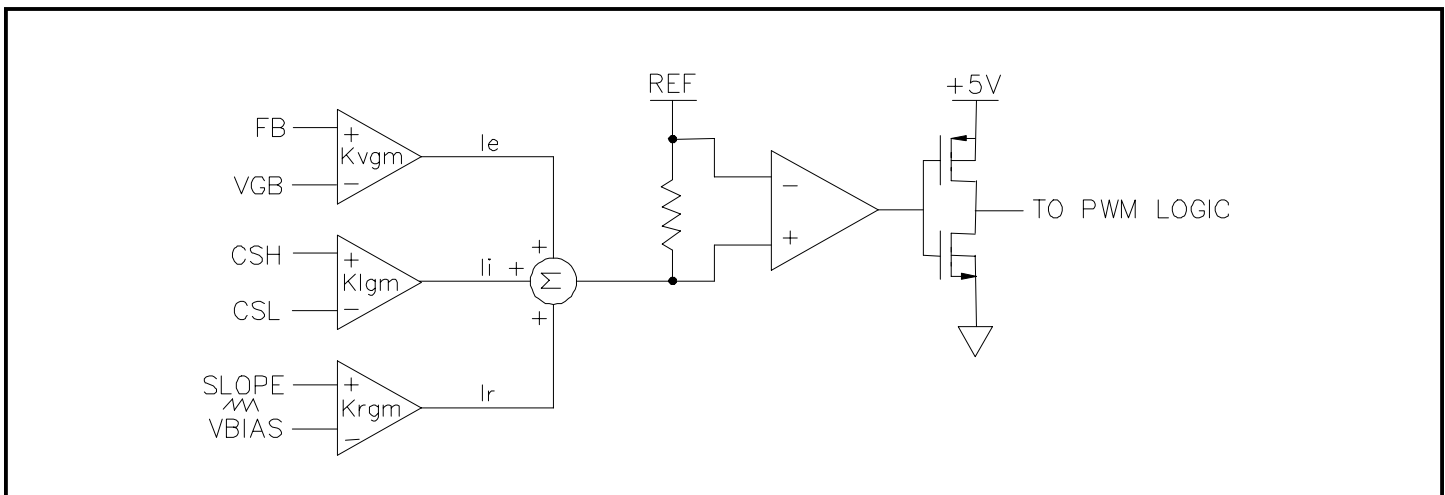 REF
+5V
FB
+
Kvgm
Ie
VGB
−
−
TO PWM LOGIC
+
CSH
+
KIgm
Ii
+
+
Σ
CSL
−
+
SLOPE
+
Krgm
Ir
VBIAS
−